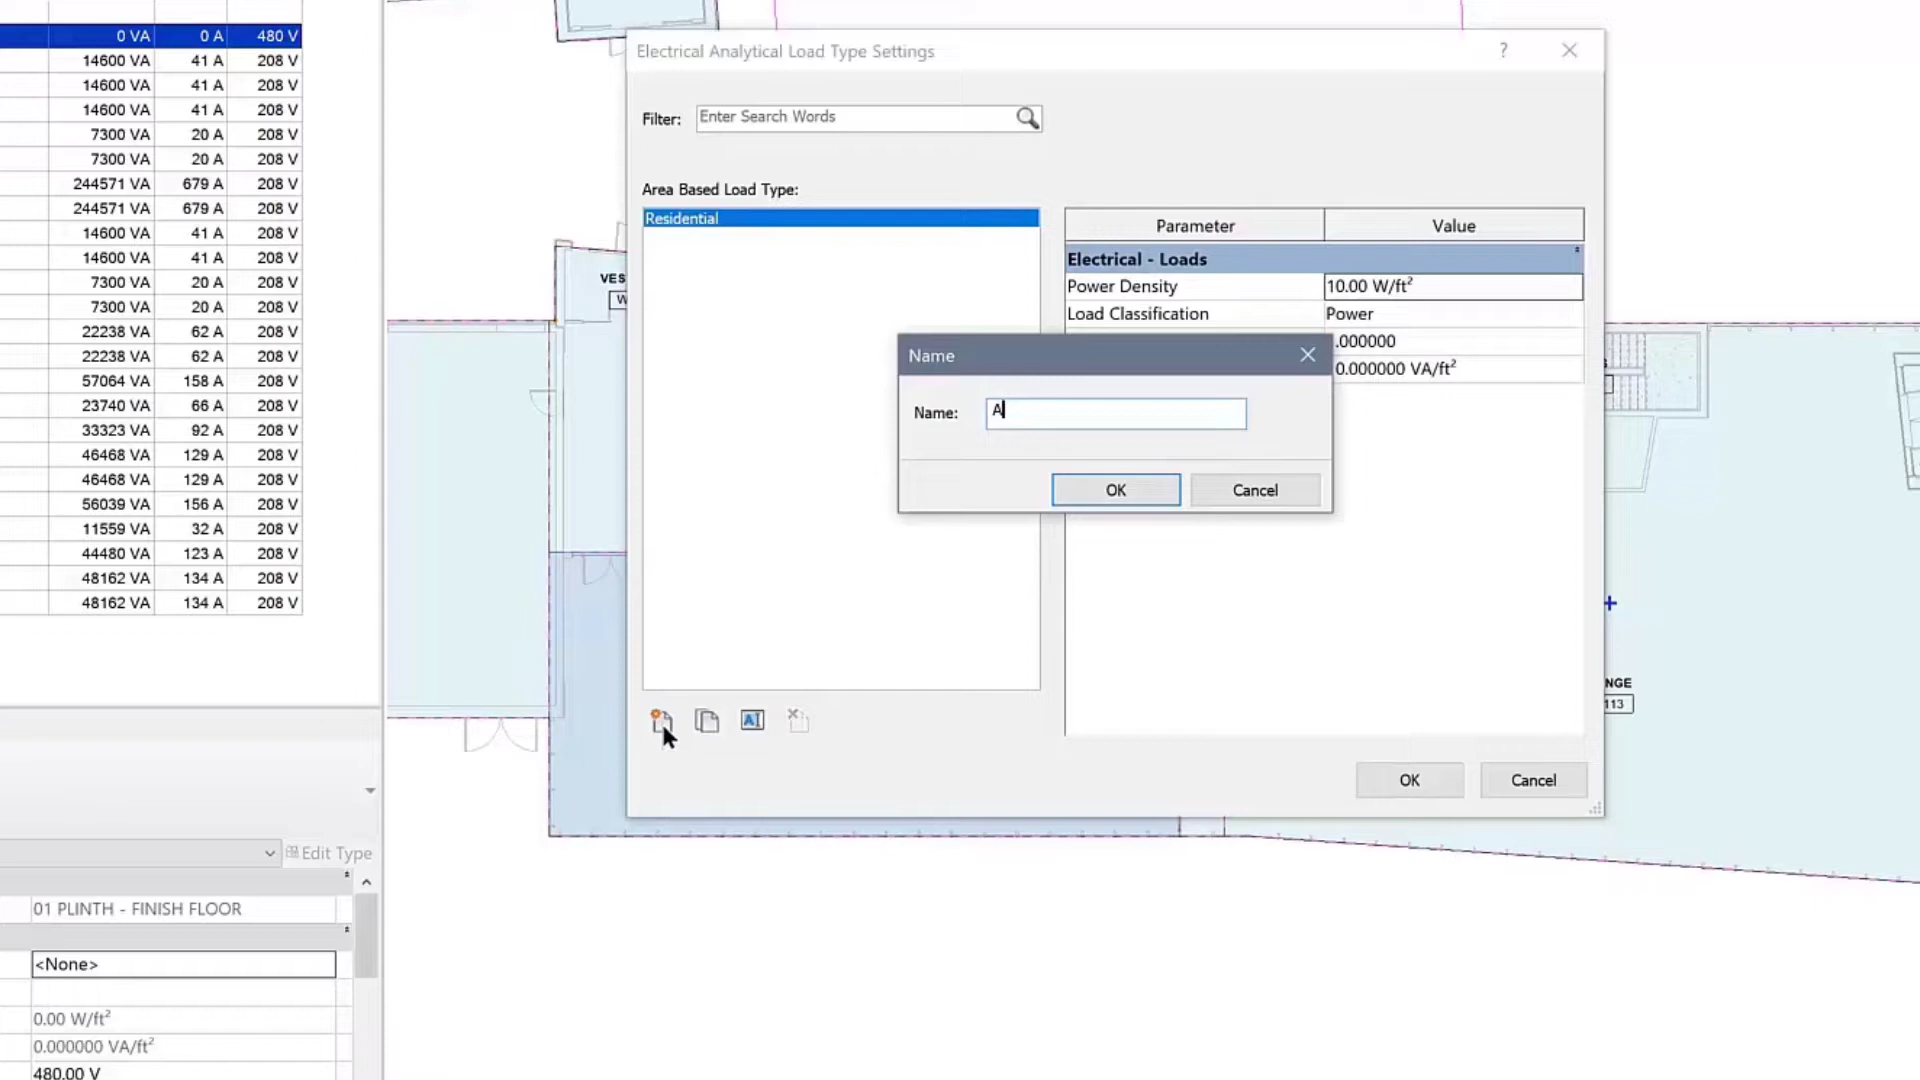 0 VA 0 A 480 V
14600 VA 41 A 208 V
14600 VA 41 A 208 V
14600 VA 41 A 208 V
7300 VA 20 A 208 V
7300 VA 20 A 208 V
244571 VA 679 A 208 V
244571 VA 679 A 208 V
14600 VA 41 A 208 V
14600 VA 41 A 208 V
7300 VA 20 A 208 V
7300 VA 20 A 208 V
22238 VA 62 A 208 V
22238 VA 62 A 208 V
57064 VA 158 A 208 V
23740 VA 66 A 208 V
33323 VA 92 A 208 V
46468 VA 129 A 208 V
46468 VA 129 A 208 V
56039 VA 156 A 208 V
11559 VA 32 A 208 V
44480 VA 123 A 208 V
48162 VA 134 A 208 V
48162 VA 134 A 208 V
Edit Type
01 PLINTH - FINISH FLOOR
<None>
0.00 W/ft²
0.000000 VA/ft²
480.00 V
VES
W
Electrical Analytical Load Type Settings ?
Filter: Enter Search Words
Area Based Load Type:
Residential
Parameter Value
Electrical - Loads
Power Density 10.00 W/ft²
Load Classification Power
.000000
0.000000 VA/ft²
Name
Name: A
OK Cancel
AI
OK Cancel
NGE
113